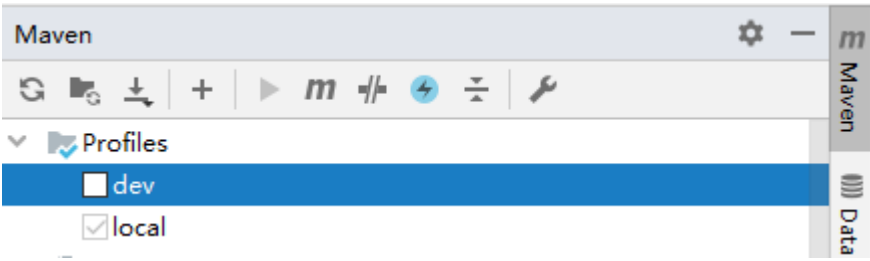 Maven
m
Profiles
dev
local
m
Maven
Data